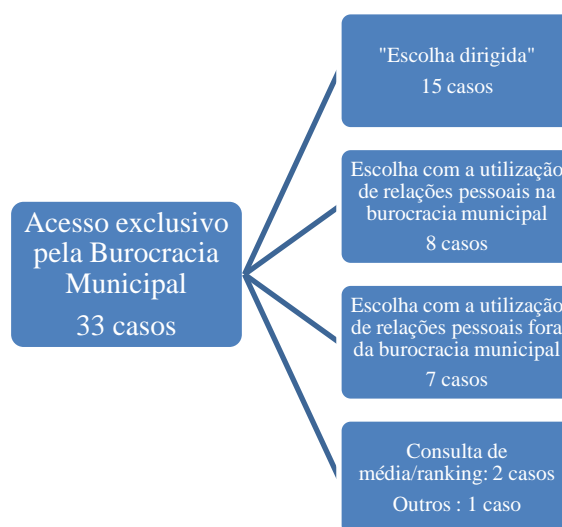 "Escolha dirigida"
15 casos
Escolha com a utilização
de relações pessoais na
burocracia municipal
8 casos
Acesso exclusivo
pela Burocracia
Municipal
33 casos
Escolha com a utilização
de relações pessoais fora
da burocracia municipal
7 casos
Consulta de
média/ranking: 2 casos
Outros : 1 caso